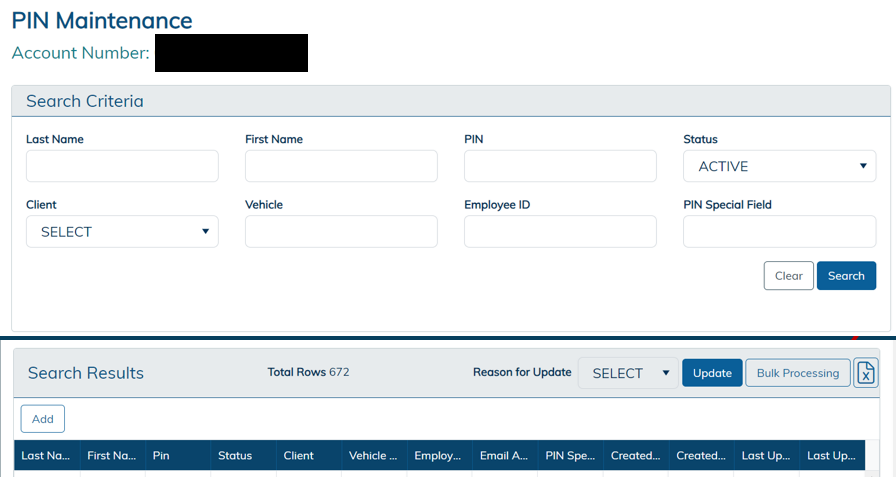 PIN Maintenance
Account Number:
Search Criteria
Last Name First Name PIN Status
ACTIVE
Client Vehicle Employee ID PIN Special Field
SELECT
Clear Search
Search Results Total Rows 672 Reason for Update SELECT Update Bulk Processing X
Add
Last Na... First Na... Pin Status Client Vehicle ... Employ... Email A... PIN Spe... Created... Created... Last Up... Last Up...